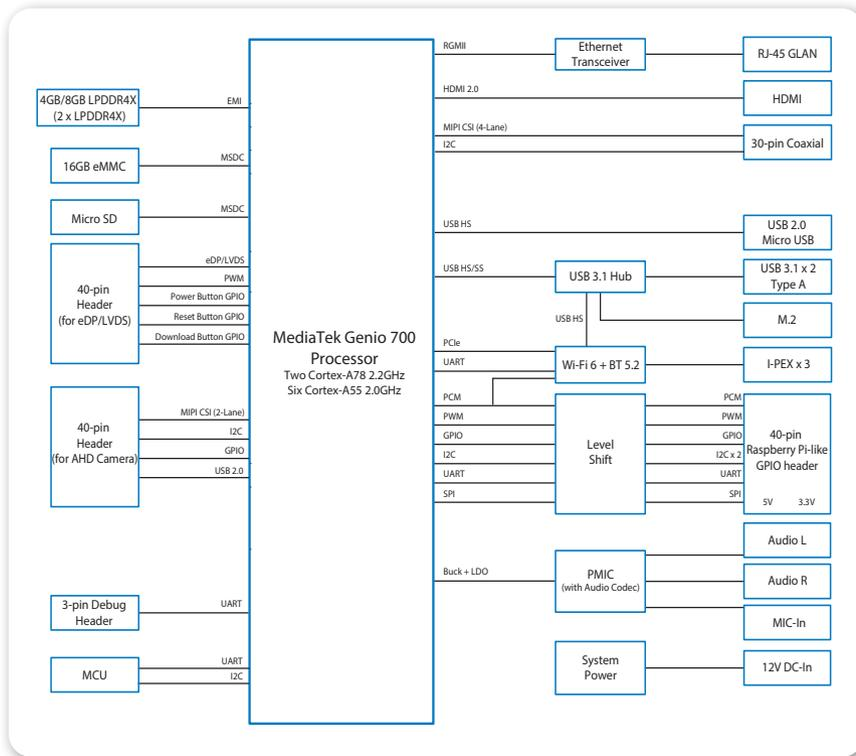 4GB/8GB LPDDR4X
(2 x LPDDR4X)
EMI
16GB eMMC
MSDC
Micro SD
MSDC
40-pin
Header
(for eDP/LVDS)
eDP/LVDS
PWM
Power Button GPIO
Reset Button GPIO
Download Button GPIO
40-pin
Header
(for AHD Camera)
MIPI CSI (2-Lane)
I2C
GPIO
USB 2.0
3-pin Debug
Header
UART
MCU
UART
I2C
MediaTek Genio 700
Processor
Two Cortex-A78 2.2GHz
Six Cortex-A55 2.0GHz
RGMII
Ethernet
Transceiver
RJ-45 GLAN
HDMI 2.0
HDMI
MIPI CSI (4-Lane)
I2C
30-pin Coaxial
USB HS
USB 2.0
Micro USB
USB HS/SS
USB 3.1 Hub
USB 3.1 x 2
Type A
M.2
USB HS
PCIe
UART
Wi-Fi 6 + BT 5.2
I-PEX x 3
PCM
PWM
GPIO
I2C
UART
SPI
Level
Shift
PCM
PWM
GPIO
I2C x 2
UART
SPI
40-pin
Raspberry Pi-like
GPIO header
5V 3.3V
Buck + LDO
PMIC
(with Audio Codec)
Audio L
Audio R
MIC-In
System
Power
12V DC-In